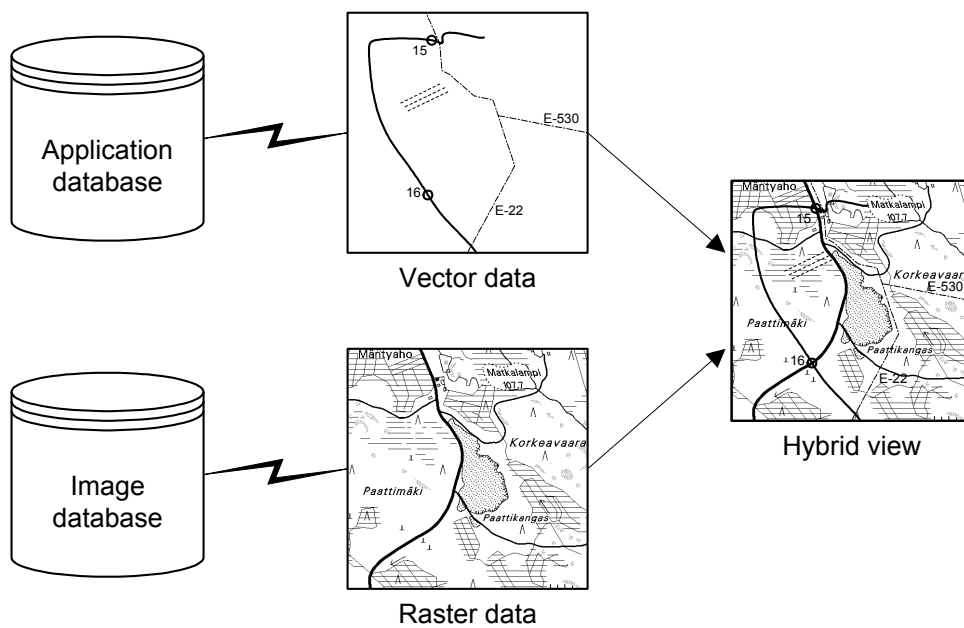 Application
database
15
E-530
16
E-22
Vector data
Image
database
Mäntyaho
Matkalampi
107.7
Korkeavaara
Paattimäki
Paattikangas
Raster data
Mäntyaho
15
Matkalampi
107.7
Korkeavaar
E-530
Paattimäki
16
Paattikangas
E-22
Hybrid view